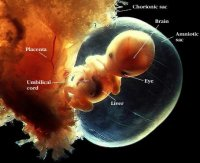 Chorionic sac
Brain
Amniotic
sac
Placenta
Umbilical
cord
Eye
Liver